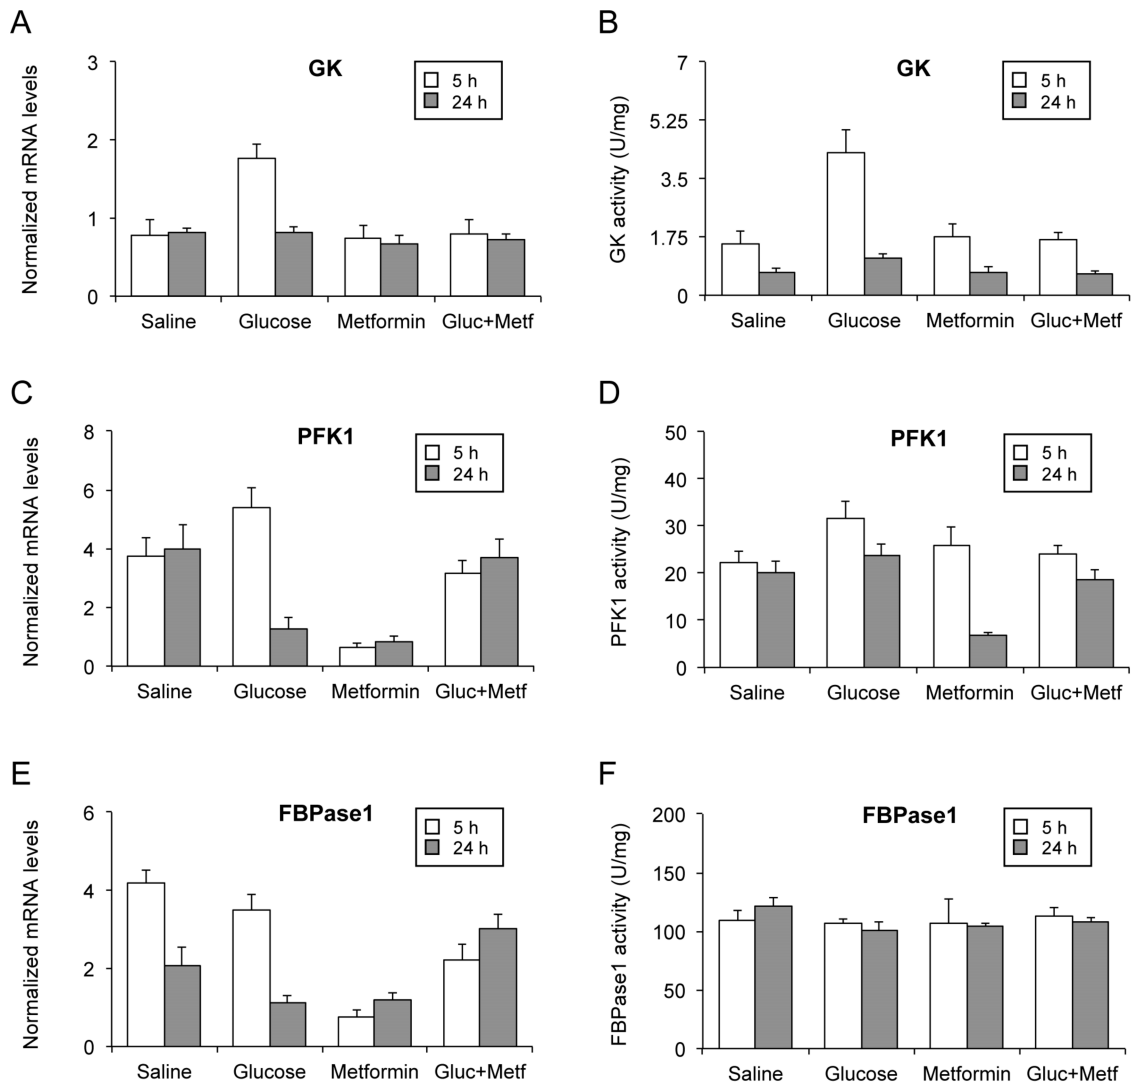 A
GK
Normalized mRNA levels
3
2
1
0
5 h
24 h
Saline Glucose Metformin Gluc+Metf
B
GK
GK activity (U/mg)
7
5.25
3.5
1.75
0
5 h
24 h
Saline Glucose Metformin Gluc+Metf
C
PFK1
Normalized mRNA levels
8
6
4
2
0
5 h
24 h
Saline Glucose Metformin Gluc+Metf
D
PFK1
PFK1 activity (U/mg)
50
40
30
20
10
0
5 h
24 h
Saline Glucose Metformin Gluc+Metf
E
FBPase1
Normalized mRNA levels
6
4
2
0
5 h
24 h
Saline Glucose Metformin Gluc+Metf
F
FBPase1
FBPase1 activity (U/mg)
200
150
100
50
0
5 h
24 h
Saline Glucose Metformin Gluc+Metf